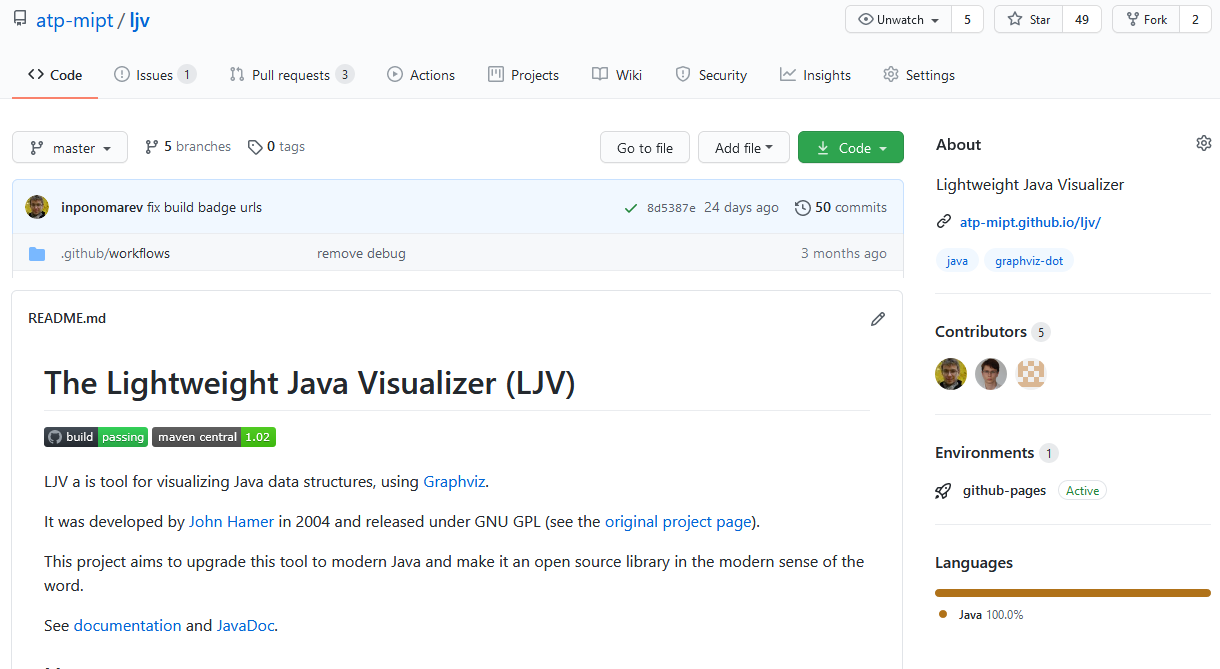 atp-mipt / ljv
Unwatch 5 Star 49 Fork 2
Code Issues 1 Pull requests 3 Actions Projects Wiki Security Insights Settings
master 5 branches 0 tags Go to file Add file Code
inponomarev fix build badge urls 8d5387e 24 days ago 50 commits
.github/workflows remove debug 3 months ago
README.md
The Lightweight Java Visualizer (LJV)
build passing maven central 1.02
LJV a is tool for visualizing Java data structures, using Graphviz.
It was developed by John Hamer in 2004 and released under GNU GPL (see the original project page).
This project aims to upgrade this tool to modern Java and make it an open source library in the modern sense of the
word.
See documentation and JavaDoc.
About
Lightweight Java Visualizer
atp-mipt.github.io/ljv/
java graphviz-dot
Contributors 5
Environments 1
github-pages Active
Languages
Java 100.0%